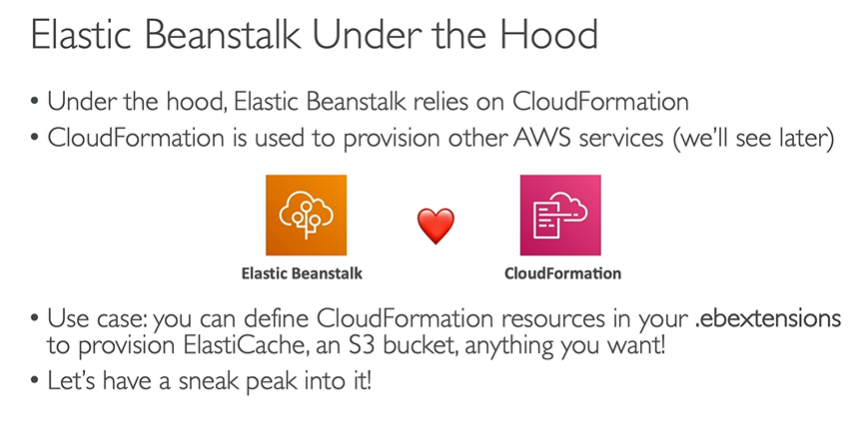 Elastic Beanstalk Under the Hood
• Under the hood, Elastic Beanstalk relies on CloudFormation
• CloudFormation is used to provision other AWS services (we'll see later)
Elastic Beanstalk
CloudFormation
• Use case: you can define CloudFormation resources in your .ebextensions
to provision ElastiCache, an S3 bucket, anything you want!
• Let's have a sneak peak into it!